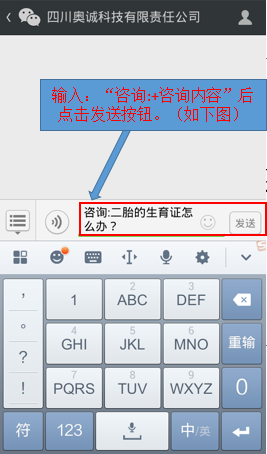 四川奥诚科技有限责任公司
输入：“咨询:+咨询内容”后
点击发送按钮。（如下图）
咨询:二胎的生育证怎
么办？
发送
，
1
2
ABC
3
DEF
。
4
GHI
5
JKL
6
MNO
重输
？
7
PQRS
8
TUV
9
WXYZ
0
！
符
123
中/英